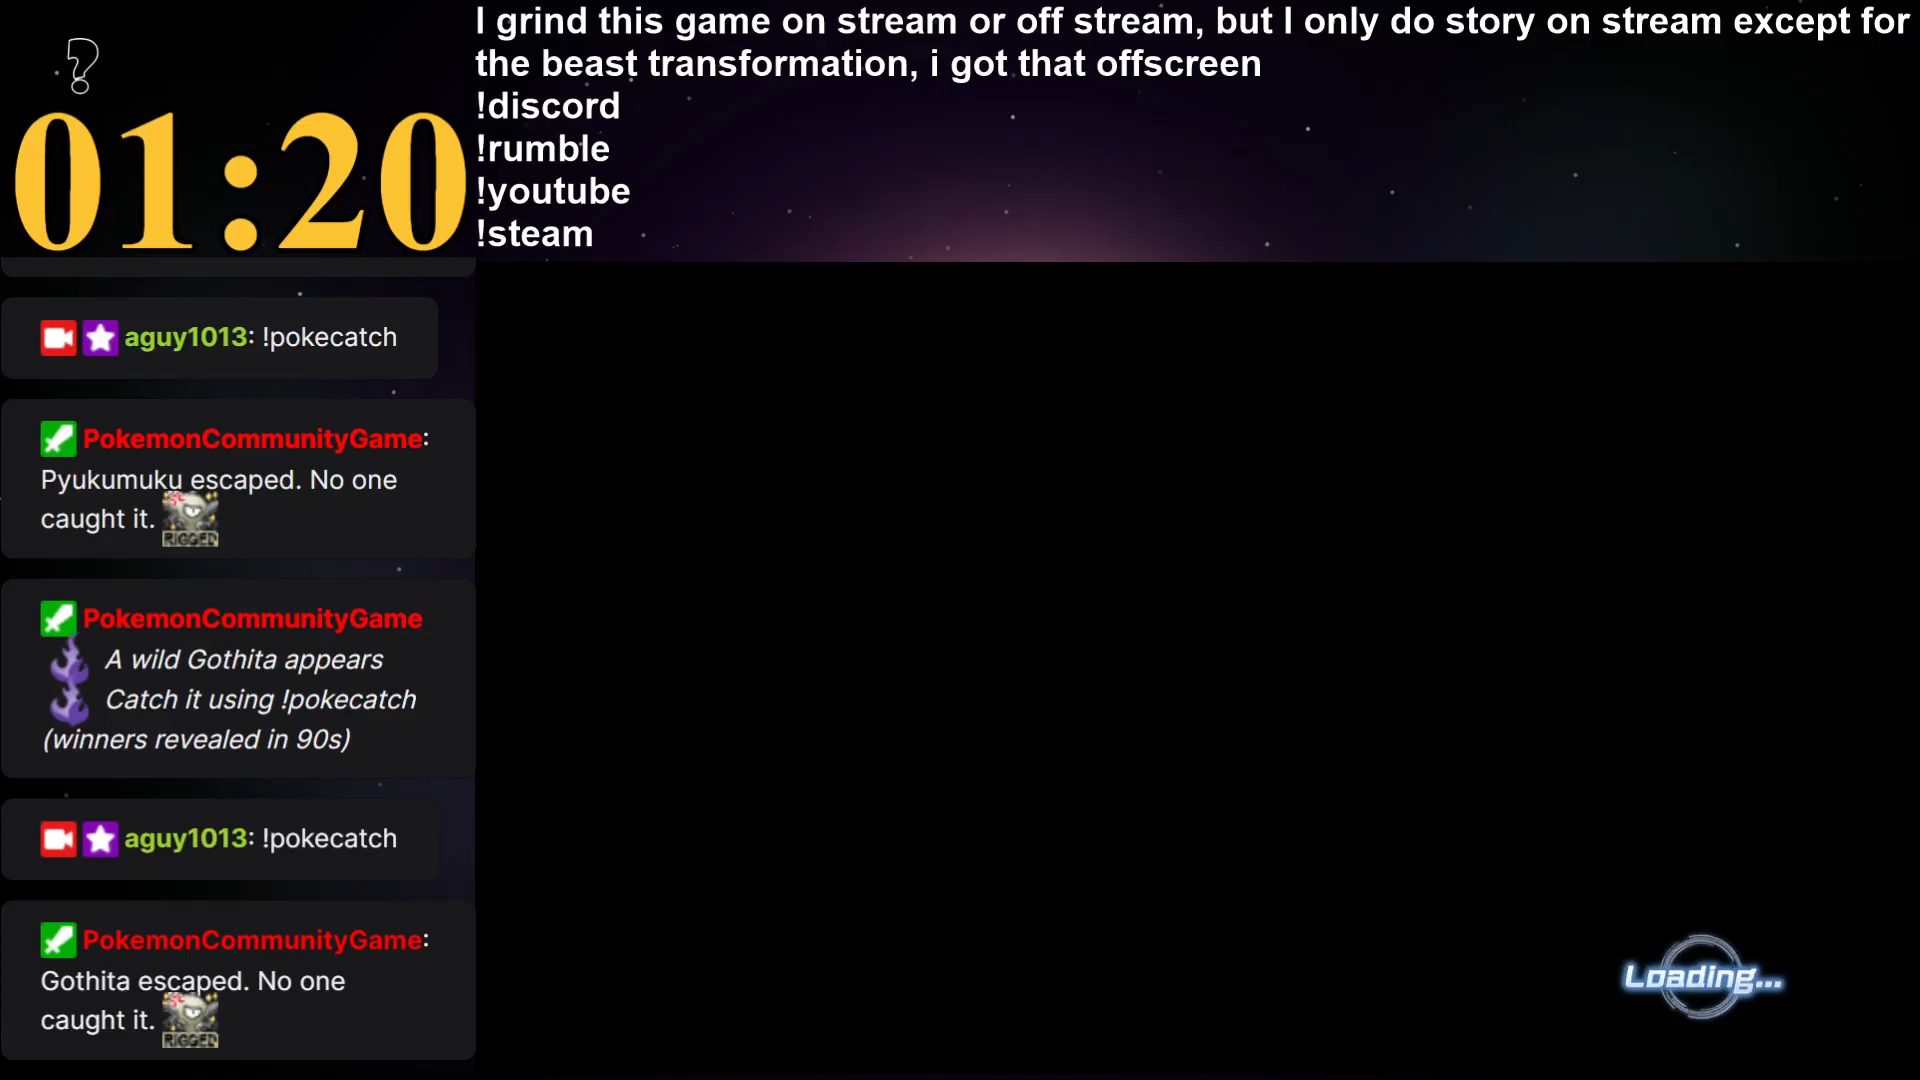 I grind this game on stream or off stream, but I only do story on stream except for
the beast transformation, i got that offscreen
!discord
!rumble
!youtube
!steam
?
01:20
aguy1013: !pokecatch
PokemonCommunityGame:
Pyukumuku escaped. No one
caught it.
RIGGED
PokemonCommunityGame
A wild Gothita appears
Catch it using !pokecatch
(winners revealed in 90s)
aguy1013: !pokecatch
PokemonCommunityGame:
Gothita escaped. No one
caught it.
RIGGED
Loading...